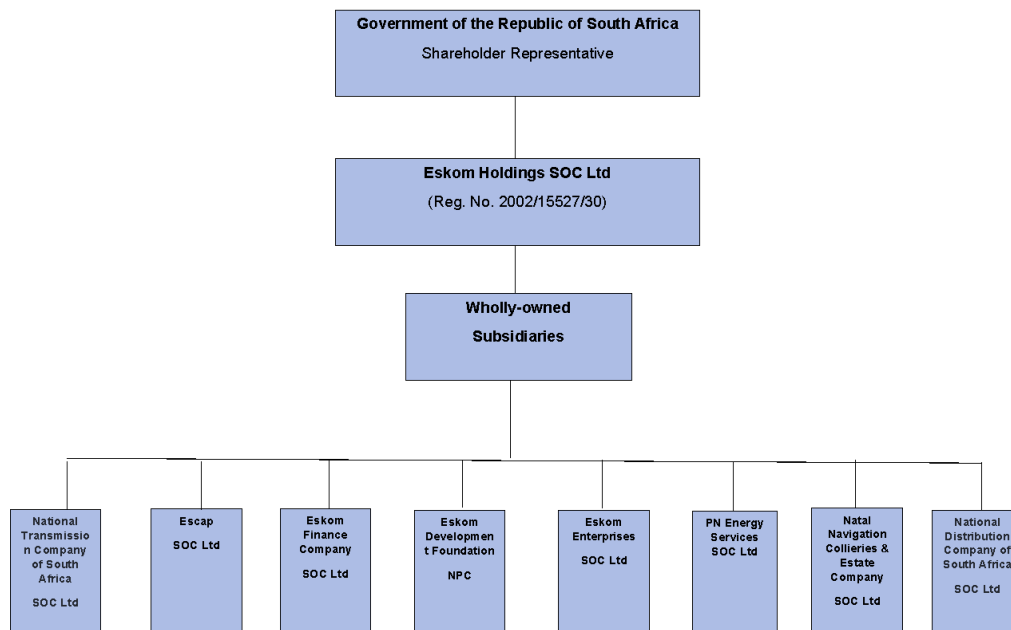 Government of the Republic of South Africa
Shareholder Representative
Eskom Holdings SOC Ltd
(Reg. No. 2002/15527/30)
Wholly-owned
Subsidiaries
National
Transmissio
n Company
of South
Africa
SOC Ltd
Escap
SOC Ltd
Eskom
Finance
Company
SOC Ltd
Eskom
Developmen
t Foundation
NPC
Eskom
Enterprises
SOC Ltd
PN Energy
Services
SOC Ltd
Natal
Navigation
Collieries &
Estate
Company
SOC Ltd
National
Distribution
Company of
South Africa
SOC Ltd